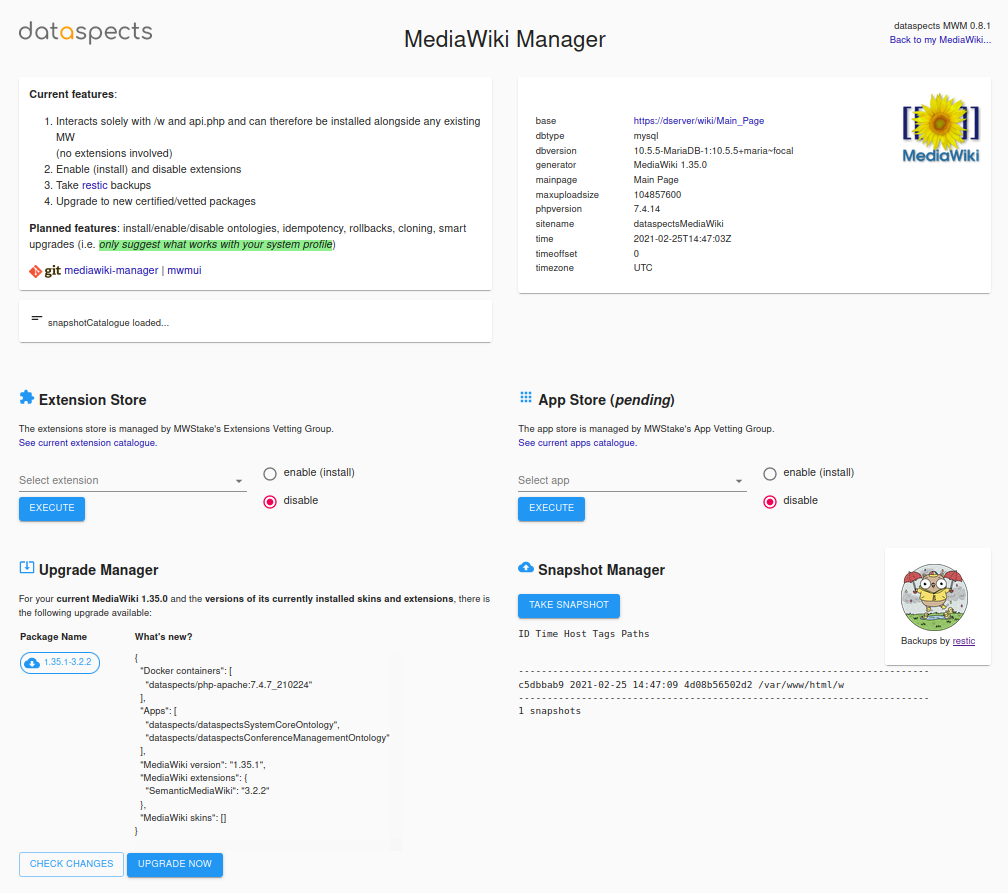 dataspects
MediaWiki Manager
dataspects MWM 0.8.1
Back to my MediaWiki...
Current features:
1. Interacts solely with /w and api.php and can therefore be installed alongside any existing
MW
(no extensions involved)
2. Enable (install) and disable extensions
3. Take restic backups
4. Upgrade to new certified/vetted packages
Planned features: install/enable/disable ontologies, idempotency, rollbacks, cloning, smart
upgrades (i.e. only suggest what works with your system profile)
git mediawiki-manager | mwmui
snapshotCatalogue loaded...
base https://dserver/wiki/Main_Page
dbtype mysql
dbversion 10.5.5-MariaDB-1:10.5.5+maria~focal
generator MediaWiki 1.35.0
mainpage Main Page
maxuploadsize 104857600
phpversion 7.4.14
sitename dataspectsMediaWiki
time 2021-02-25T14:47:03Z
timeoffset 0
timezone UTC
MediaWiki
Extension Store
The extensions store is managed by MWStake's Extensions Vetting Group.
See current extension catalogue.
Select extension
enable (install)
disable
EXECUTE
App Store (pending)
The app store is managed by MWStake's App Vetting Group.
See current apps catalogue.
Select app
enable (install)
disable
EXECUTE
Upgrade Manager
For your current MediaWiki 1.35.0 and the versions of its currently installed skins and extensions, there is
the following upgrade available:
Package Name What's new?
1.35.1-3.2.2
{
"Docker containers": [
"dataspects/php-apache:7.4.7_210224"
],
"Apps": [
"dataspects/dataspectsSystemCoreOntology",
"dataspects/dataspectsConferenceManagementOntology"
],
"MediaWiki version": "1.35.1",
"MediaWiki extensions": {
"SemanticMediaWiki": "3.2.2"
},
"MediaWiki skins": []
}
CHECK CHANGES
UPGRADE NOW
Snapshot Manager
TAKE SNAPSHOT
ID Time Host Tags Paths
--------------------------------------------------------------------------
c5dbbab9 2021-02-25 14:47:09 4d08b56502d2 /var/www/html/w
--------------------------------------------------------------------------
1 snapshots
Backups by restic